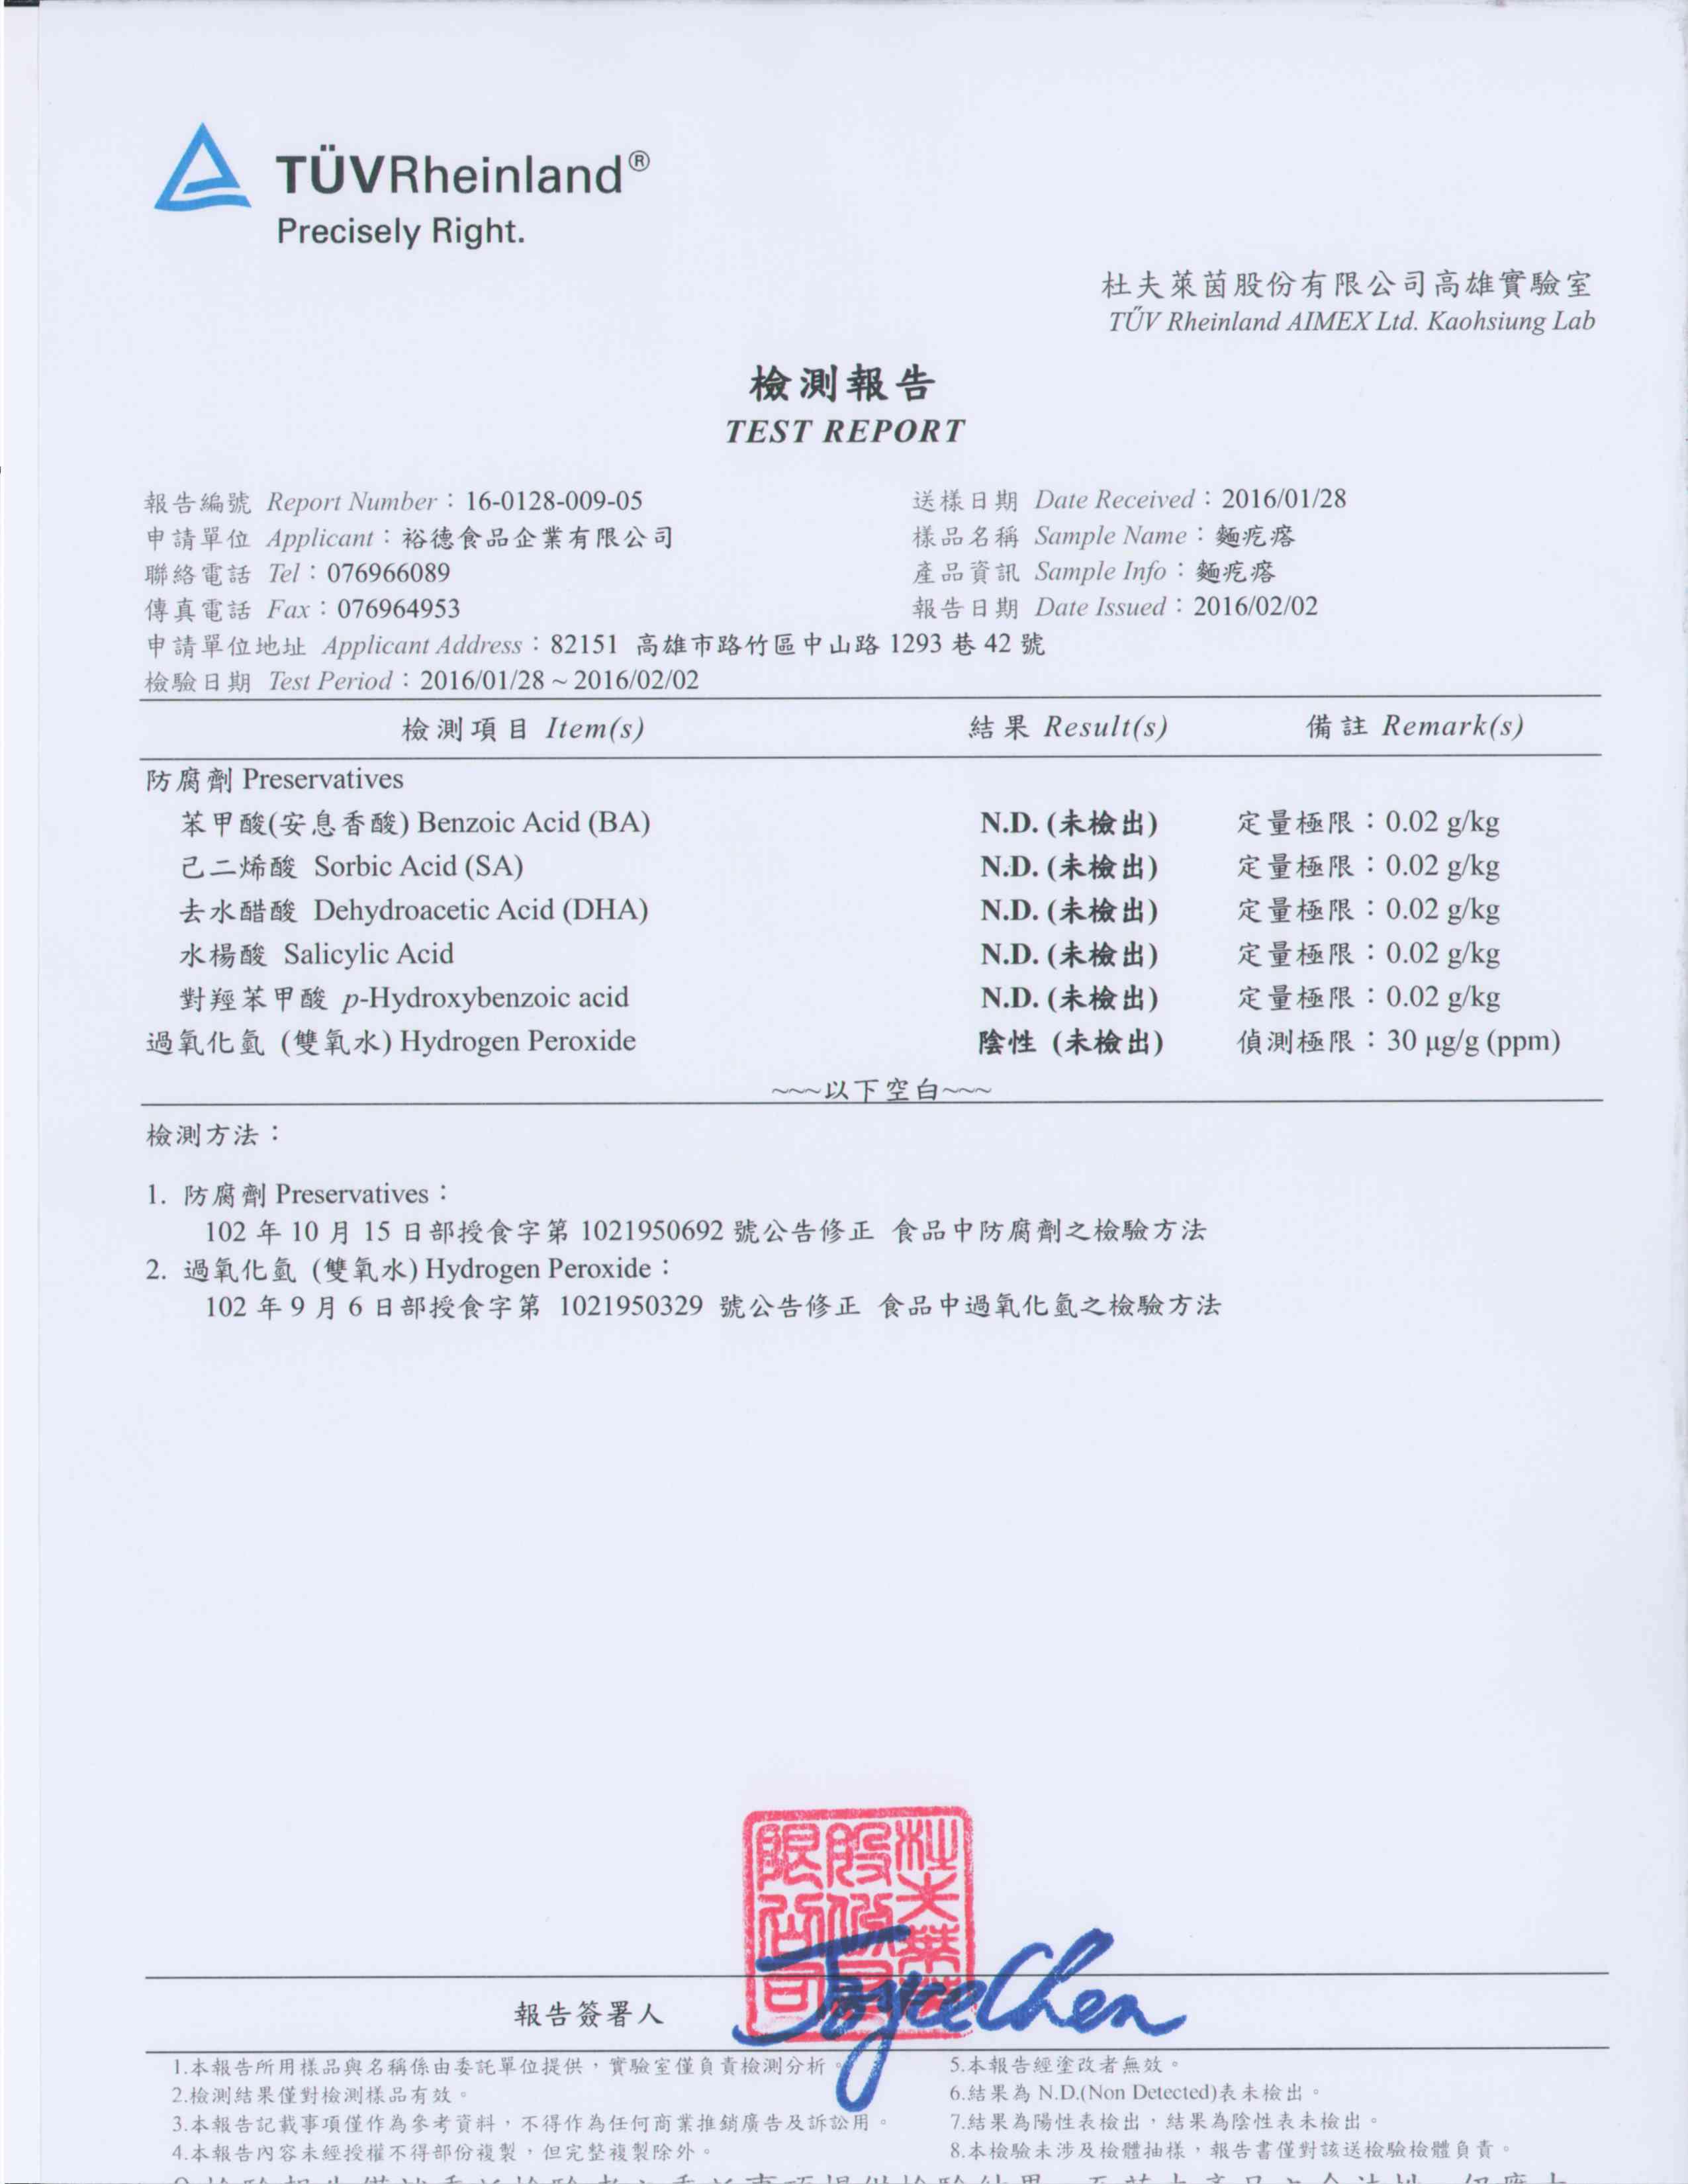 TÜVRheinland®
Precisely Right.
杜夫萊茵股份有限公司高雄實驗室
TÜV Rheinland AIMEX Ltd. Kaohsiung Lab
檢測報告
TEST REPORT
報告編號 Report Number：16-0128-009-05 送樣日期 Date Received：2016/01/28
申請單位 Applicant：裕德食品企業有限公司 樣品名稱 Sample Name：麵疙瘩
聯絡電話 Tel：076966089 產品資訊 Sample Info：麵疙瘩
傳真電話 Fax：076964953 報告日期 Date Issued：2016/02/02
申請單位地址 Applicant Address：82151 高雄市路竹區中山路 1293 巷 42 號
檢驗日期 Test Period：2016/01/28 ~ 2016/02/02
檢測項目 Item(s) 結果 Result(s) 備註 Remark(s)
防腐劑 Preservatives
苯甲酸(安息香酸) Benzoic Acid (BA) N.D. (未檢出) 定量極限：0.02 g/kg
己二烯酸 Sorbic Acid (SA) N.D. (未檢出) 定量極限：0.02 g/kg
去水醋酸 Dehydroacetic Acid (DHA) N.D. (未檢出) 定量極限：0.02 g/kg
水楊酸 Salicylic Acid N.D. (未檢出) 定量極限：0.02 g/kg
對羥苯甲酸 p-Hydroxybenzoic acid N.D. (未檢出) 定量極限：0.02 g/kg
過氧化氫 (雙氧水) Hydrogen Peroxide 陰性 (未檢出) 偵測極限：30 μg/g (ppm)
~~~以下空白~~~
檢測方法：
1. 防腐劑 Preservatives：
102 年 10 月 15 日部授食字第 1021950692 號公告修正 食品中防腐劑之檢驗方法
2. 過氧化氫 (雙氧水) Hydrogen Peroxide：
102 年 9 月 6 日部授食字第 1021950329 號公告修正 食品中過氧化氫之檢驗方法
杜夫萊茵股份有限公司
報告簽署人 Joyce Chen
1.本報告所用樣品與名稱係由委託單位提供，實驗室僅負責檢測分析。 5.本報告經塗改者無效。
2.檢測結果僅對檢測樣品有效。 6.結果為 N.D.(Non Detected)表未檢出。
3.本報告記載事項僅作為參考資料，不得作為任何商業推銷廣告及訴訟用。 7.結果為陽性表檢出，結果為陰性表未檢出。
4.本報告內容未經授權不得部份複製，但完整複製除外。 8.本檢驗未涉及檢體抽樣，報告書僅對該送檢驗檢體負責。